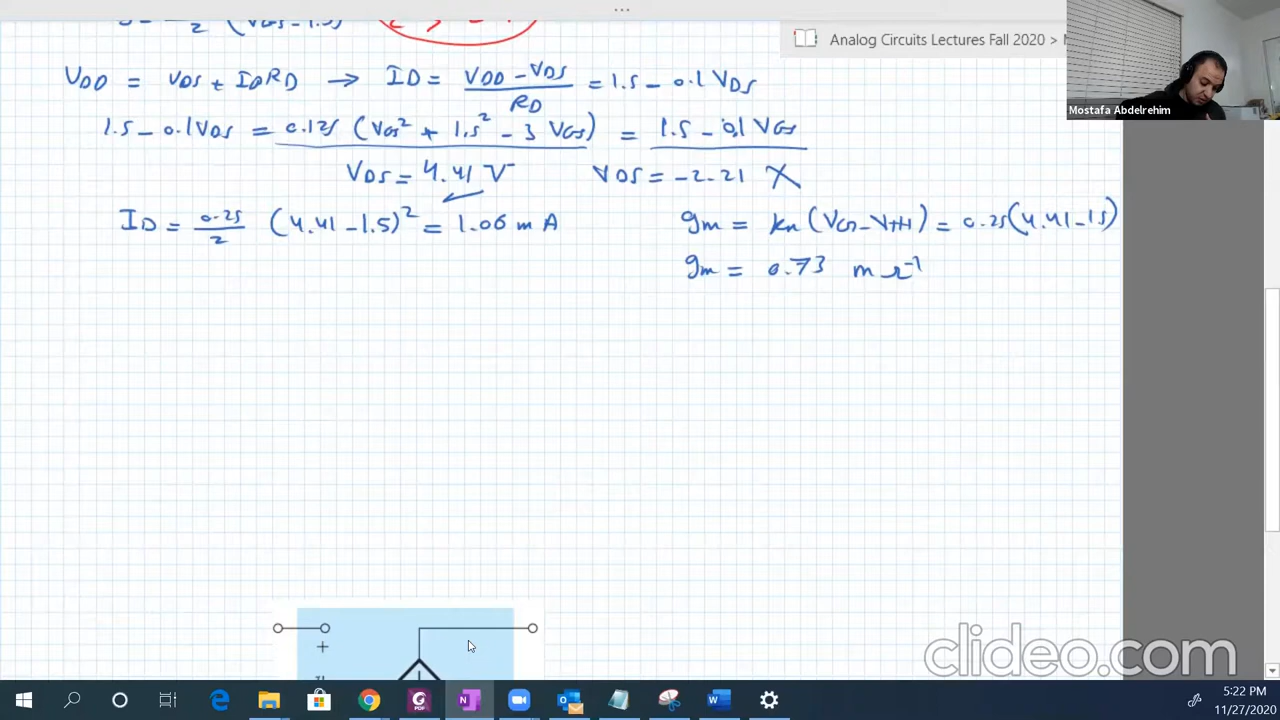 Analog Circuits Lectures Fall 2020 >
VDD = VDS + IDRD → ID = VDD - VDS / RD = 1.5 - 0.1 VDS
1.5 - 0.1 VDS = 0.125 (VGS² + 1.5² - 3 VGS) = 1.5 - 0.1 VGS
VDS = 4.41 V VDS = -2.21 X
ID = 0.25/2 (4.41 - 1.5)² = 1.06 mA
gm = kn (VGS - VtH) = 0.25 (4.41 - 1.5)
gm = 0.73 m Ω⁻¹
+
Mostafa Abdelrehim
clideo.com
5:22 PM
11/27/2020